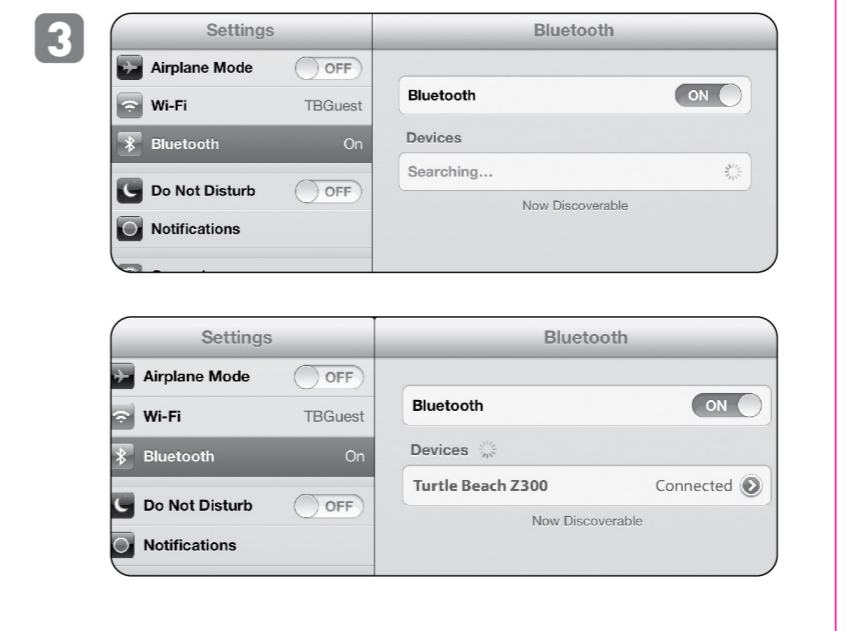 3
Settings
Bluetooth
Airplane Mode OFF
Wi-Fi TBGuest
Bluetooth On
Do Not Disturb OFF
Notifications
Bluetooth ON
Devices
Searching...
Now Discoverable
Settings
Bluetooth
Airplane Mode OFF
Wi-Fi TBGuest
Bluetooth On
Do Not Disturb OFF
Notifications
Bluetooth ON
Devices
Turtle Beach Z300 Connected
Now Discoverable